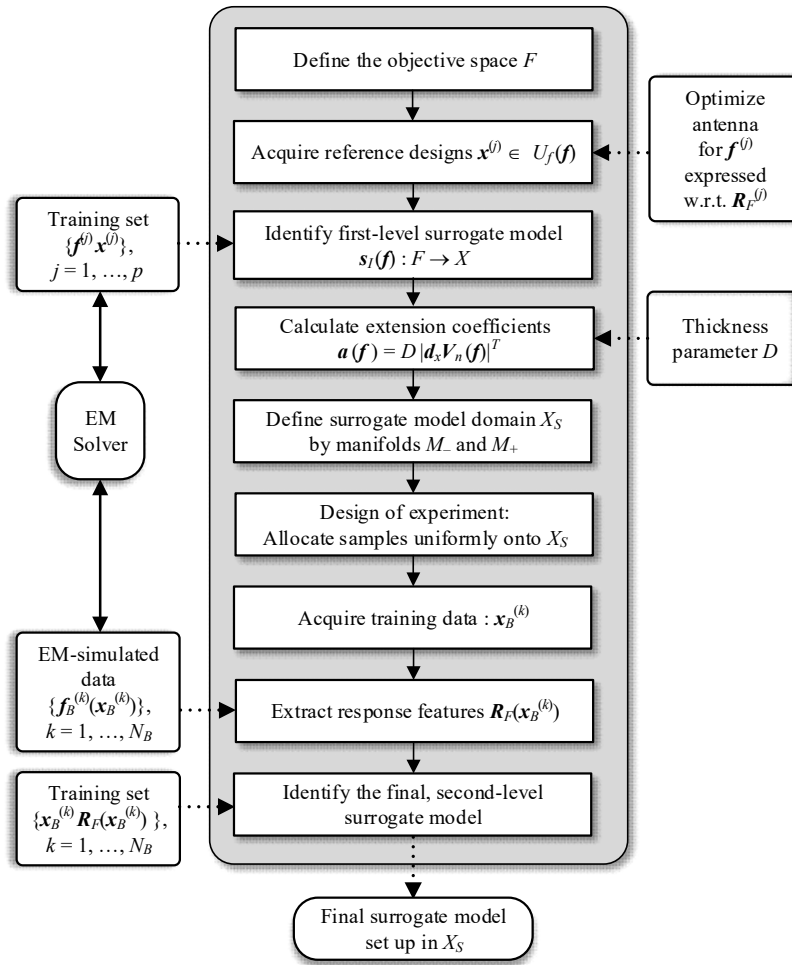 Define the objective space F
Optimize
antenna
for f^(j)
expressed
w.r.t. R_F^(j)
Acquire reference designs x^(j) ∈ U_f(f)
Training set
{f^(j) x^(j)},
j = 1, …, p
Identify first-level surrogate model
s_I(f) : F → X
Calculate extension coefficients
a (f ) = D |d_x V_n(f)|^T
Thickness
parameter D
EM
Solver
Define surrogate model domain X_S
by manifolds M_− and M_+
Design of experiment:
Allocate samples uniformly onto X_S
Acquire training data : x_B^(k)
EM-simulated
data
{f_B^(k)(x_B^(k))},
k = 1, …, N_B
Extract response features R_F(x_B^(k))
Training set
{x_B^(k) R_F(x_B^(k)) },
k = 1, …, N_B
Identify the final, second-level
surrogate model
Final surrogate model
set up in X_S